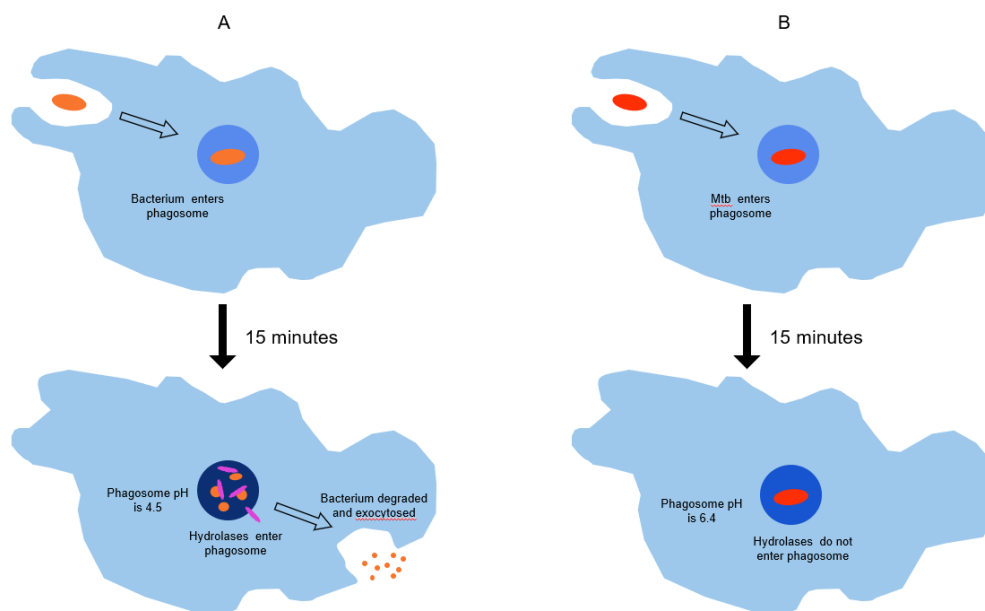 A
B
Bacterium enters
phagosome
Mtb enters
phagosome
15 minutes
15 minutes
Phagosome pH
is 4.5
Hydrolases enter
phagosome
Bacterium degraded
and exocytosed
Phagosome pH
is 6.4
Hydrolases do not
enter phagosome